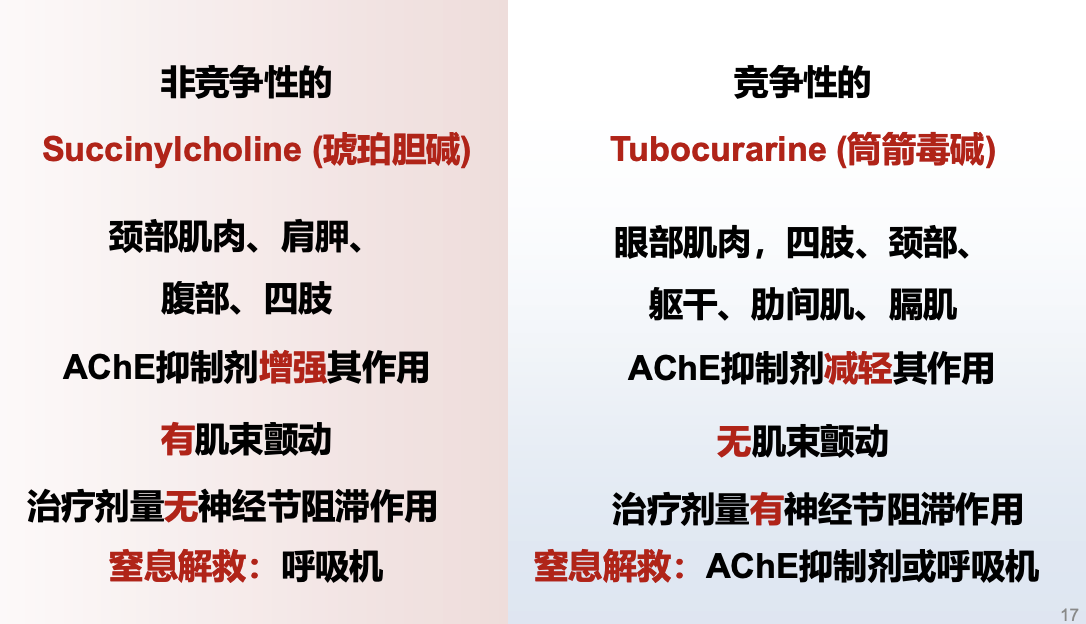 非竞争性的
Succinylcholine (琥珀胆碱)
颈部肌肉、肩胛、
腹部、四肢
AChE抑制剂增强其作用
有肌束颤动
治疗剂量无神经节阻滞作用
窒息解救：呼吸机
竞争性的
Tubocurarine (筒箭毒碱)
眼部肌肉，四肢、颈部、
躯干、肋间肌、膈肌
AChE抑制剂减轻其作用
无肌束颤动
治疗剂量有神经节阻滞作用
窒息解救：AChE抑制剂或呼吸机
17